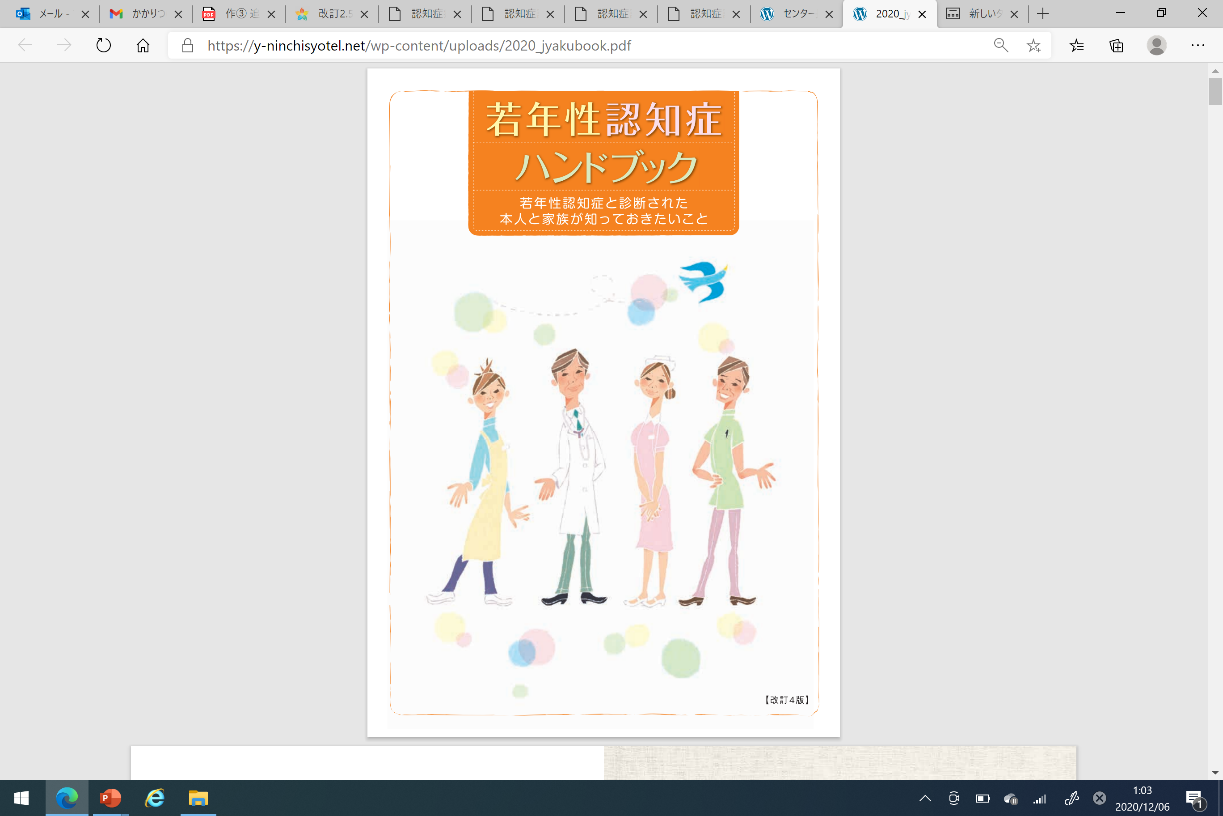 メール -
かかりつ
作③ 返
改訂2.5
認知症
認知症
認知症
認知症
センター
2020_jy
新しいタ
https://y-ninchisyotel.net/wp-content/uploads/2020_jyakubook.pdf
若年性認知症
ハンドブック
若年性認知症と診断された
本人と家族が知っておきたいこと
【改訂4版】
1:03
2020/12/06